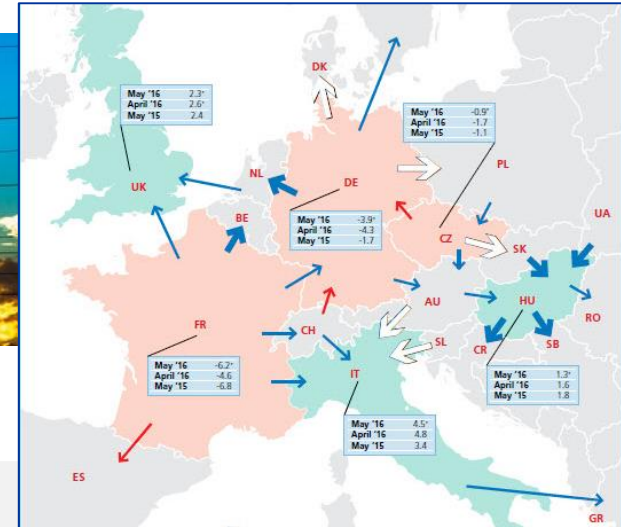 DK
May '16 2.3*
April '16 2.6*
May '15 2.4
May '16 -0.9*
April '16 -1.7
May '15 -1.1
PL
NL
DE
UK
UA
BE
May '16 -3.9*
April '16 -4.3
May '15 -1.7
CZ
SK
AU
HU
RO
FR
CH
SL
CR
SB
IT
May '16 -6.2*
April '16 -4.6
May '15 -6.8
May '16 1.3*
April '16 1.6
May '15 1.8
May '16 4.5*
April '16 4.8
May '15 3.4
ES
GR